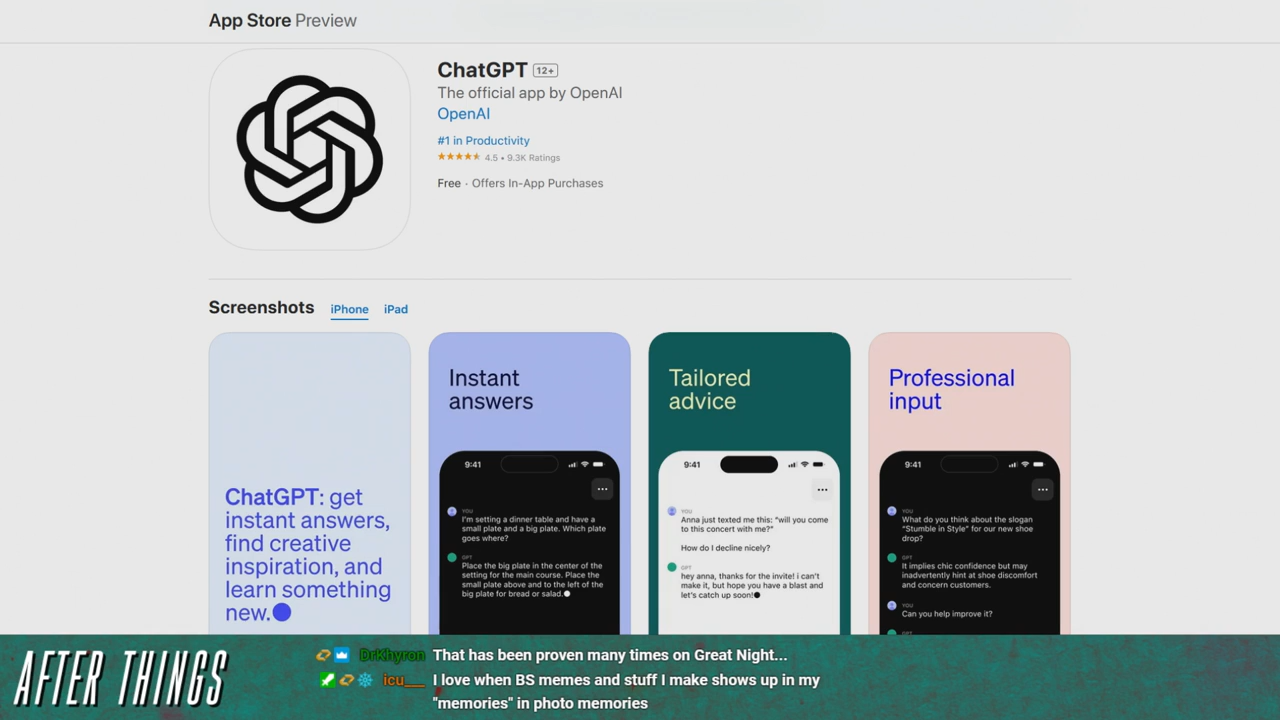 App Store Preview
ChatGPT 12+
The official app by OpenAI
OpenAI
#1 in Productivity
4.5 • 9.3K Ratings
Free · Offers In-App Purchases
Screenshots iPhone iPad
ChatGPT: get
instant answers,
find creative
inspiration, and
learn something
new.
Instant
answers
9:41
YOU
I'm setting a dinner table and have a
small plate and a big plate. Which plate
goes where?
GPT
Place the big plate in the center of the
setting for the main course. Place the
small plate above and to the left of the
big plate for bread or salad.
Tailored
advice
9:41
YOU
Anna just texted me this: "will you come
to this concert with me?"
How do I decline nicely?
GPT
hey anna, thanks for the invite! i can't
make it, but hope you have a blast and
let's catch up soon!
Professional
input
9:41
YOU
What do you think about the slogan
"Stumble in Style" for our new shoe
drop?
GPT
It implies chic confidence but may
inadvertently hint at shoe discomfort
and concern customers.
YOU
Can you help improve it?
GPT
AFTER THINGS
DrKhyron That has been proven many times on Great Night...
icu___ I love when BS memes and stuff I make shows up in my
"memories" in photo memories